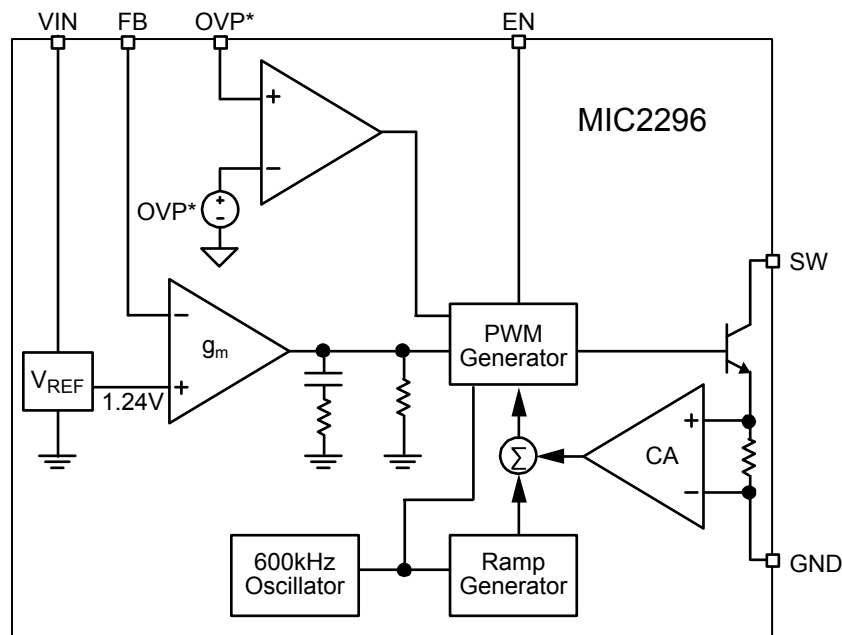 VIN FB OVP* EN
MIC2296
+
−
+
−
OVP*
SW
−
gm
PWM
Generator
VREF
+
1.24V
+
CA
−
Σ
600kHz
Oscillator
Ramp
Generator
GND